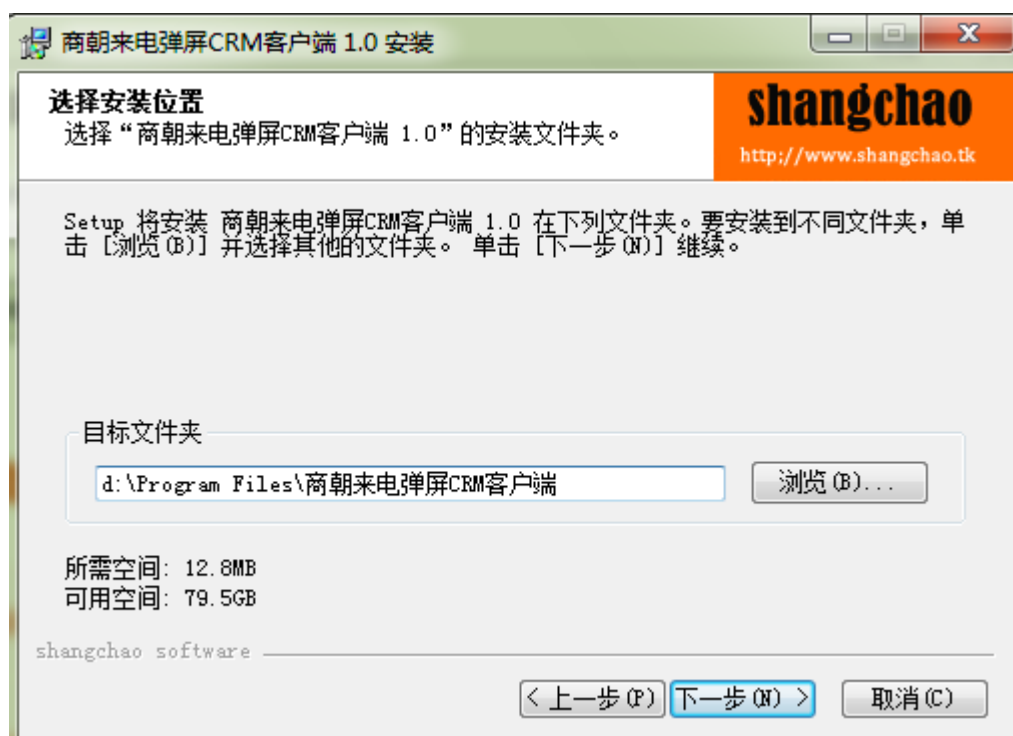 商朝来电弹屏CRM客户端 1.0 安装
选择安装位置
选择“商朝来电弹屏CRM客户端 1.0”的安装文件夹。
shangchao
http://www.shangchao.tk
Setup 将安装 商朝来电弹屏CRM客户端 1.0 在下列文件夹。要安装到不同文件夹，单
击 [浏览(B)] 并选择其他的文件夹。 单击 [下一步(N)] 继续。
目标文件夹
d:\Program Files\商朝来电弹屏CRM客户端
浏览(B)...
所需空间: 12.8MB
可用空间: 79.5GB
shangchao software
< 上一步(P) 下一步(N) > 取消(C)